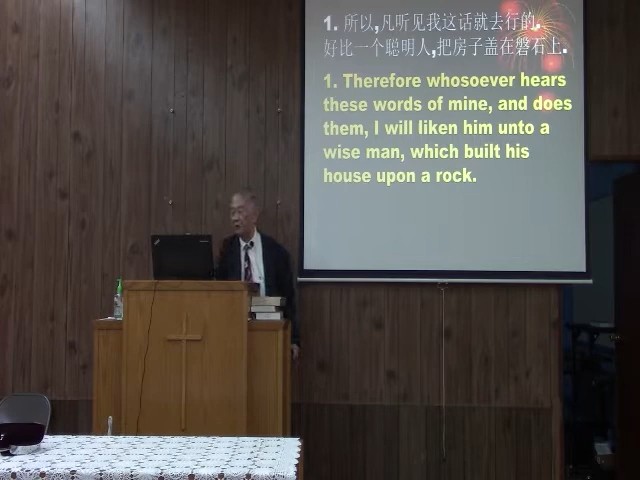 1. 所以,凡听见我这话就去行的.
好比一个聪明人,把房子盖在磐石上.
1. Therefore whosoever hears
these words of mine, and does
them, I will liken him unto a
wise man, which built his
house upon a rock.